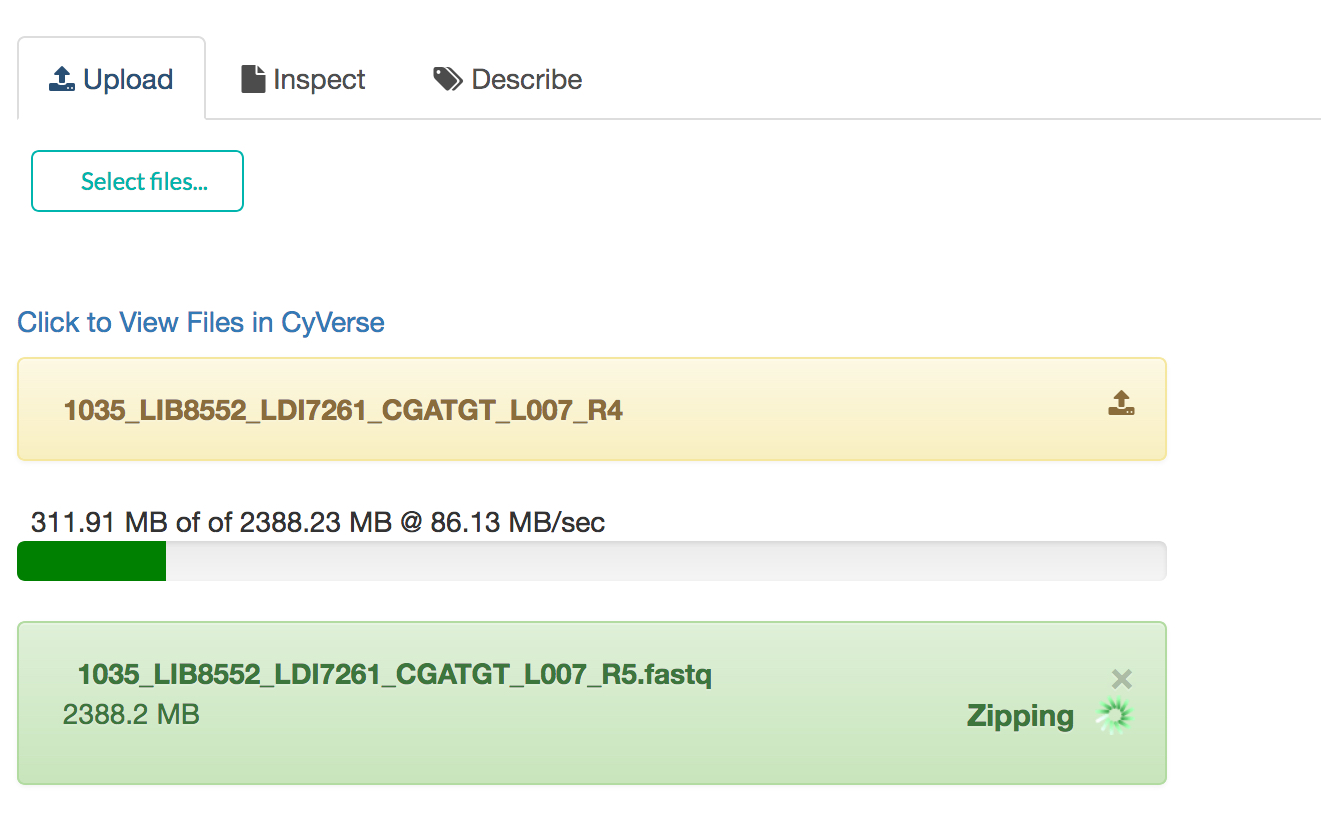 Upload Inspect Describe
Select files...
Click to View Files in CyVerse
1035_LIB8552_LDI7261_CGATGT_L007_R4
311.91 MB of of 2388.23 MB @ 86.13 MB/sec
1035_LIB8552_LDI7261_CGATGT_L007_R5.fastq
2388.2 MB
Zipping